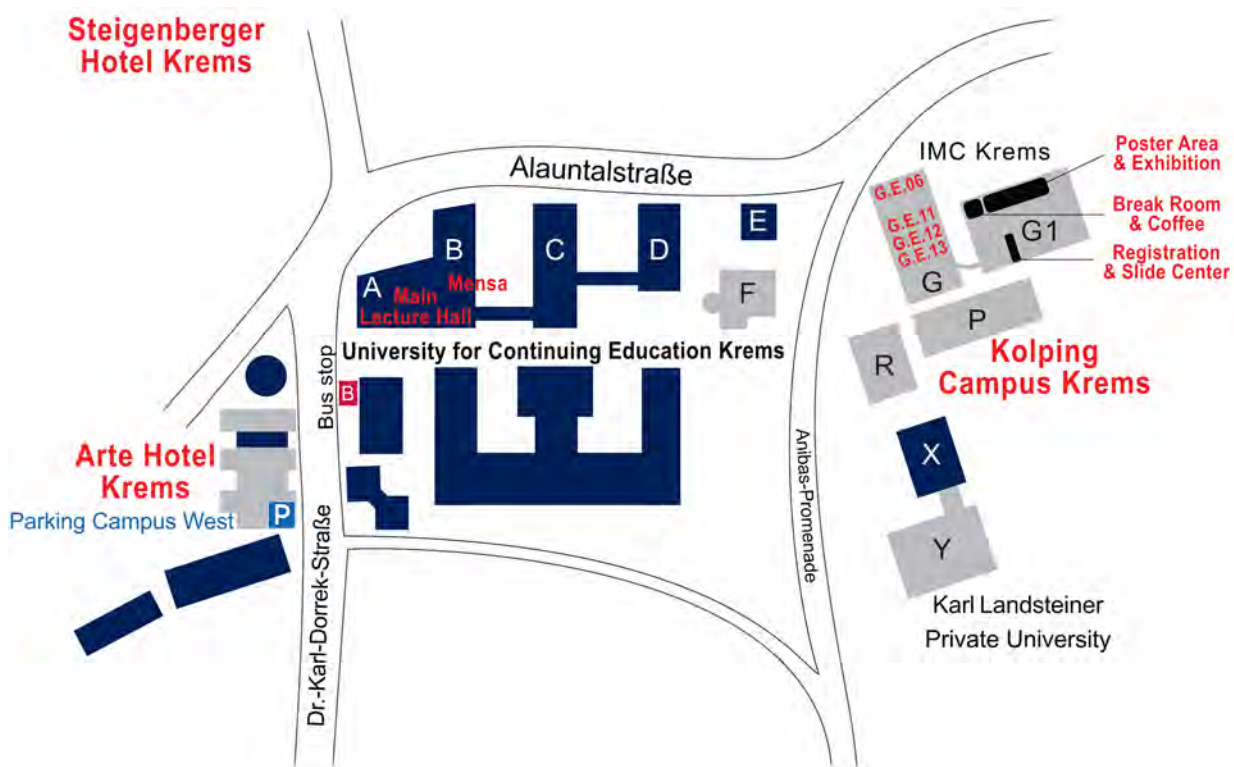 Steigenberger
Hotel Krems
Alauntalstraße
IMC Krems
Poster Area
& Exhibition
Break Room
& Coffee
Registration
& Slide Center
G.E.06
G.E.11
G.E.12
G.E.13
G1
G
P
R
A
B
C
D
E
F
Mensa
Main
Lecture Hall
University for Continuing Education Krems
Kolping
Campus Krems
Bus stop
B
Arte Hotel
Krems
Parking Campus West
P
Dr.-Karl-Dorrek-Straße
Anibas-Promenade
X
Y
Karl Landsteiner
Private University